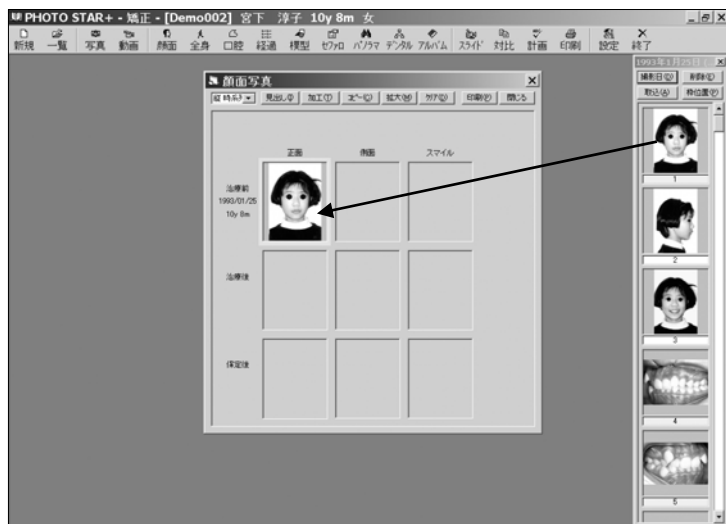 PHOTO STAR+ - 矯正 - [Demo002] 宮下 淳子 10y 8m 女
新規 一覧 写真 動画 顔面 全身 口腔 経過 模型 セファロ パノラマ デンタル アルバム スライド 対比 計画 印刷 設定 終了
顔面写真
見出し 加工(T) コピー(C) 拡大(M) クリア(D) 印刷(P) 閉じる
正面 側面 スマイル
治療前
1993/01/25
10y 8m
治療後
保定後
1993年1月25日
撮影日(D) 削除(E)
取込(A) 枠位置(P)
1
2
3
4
5